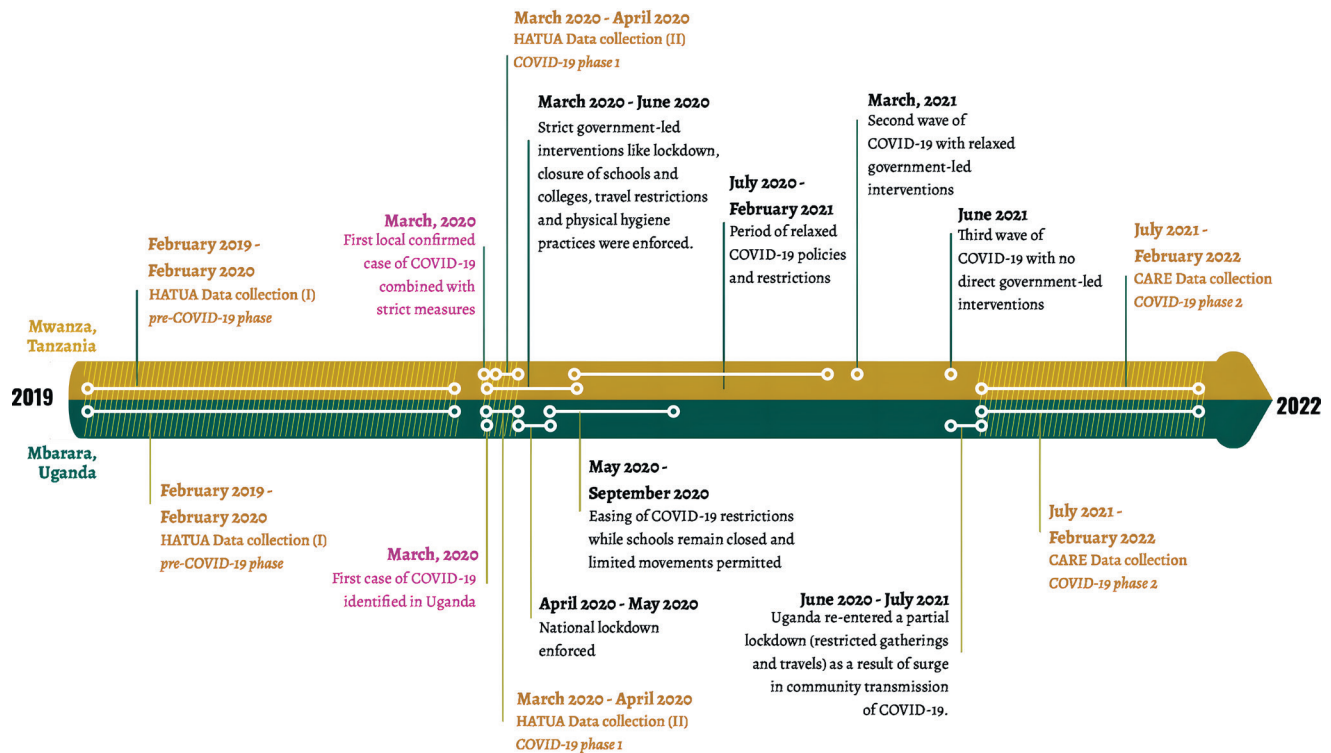 March 2020 - April 2020
HATUA Data collection (II)
COVID-19 phase 1
March 2020 - June 2020
Strict government-led
interventions like lockdown,
closure of schools and
colleges, travel restrictions
and physical hygiene
practices were enforced.
March, 2021
Second wave of
COVID-19 with relaxed
government-led
interventions
July 2020 -
February 2021
Period of relaxed
COVID-19 policies
and restrictions
March, 2020
First local confirmed
case of COVID-19
combined with
strict measures
June 2021
Third wave of
COVID-19 with no
direct government-led
interventions
July 2021 -
February 2022
CARE Data collection
COVID-19 phase 2
February 2019 -
February 2020
HATUA Data collection (I)
pre-COVID-19 phase
Mwanza,
Tanzania
2019
2022
Mbarara,
Uganda
February 2019 -
February 2020
HATUA Data collection (I)
pre-COVID-19 phase
March, 2020
First case of COVID-19
identified in Uganda
May 2020 -
September 2020
Easing of COVID-19 restrictions
while schools remain closed and
limited movements permitted
April 2020 - May 2020
National lockdown
enforced
March 2020 - April 2020
HATUA Data collection (II)
COVID-19 phase 1
June 2020 - July 2021
Uganda re-entered a partial
lockdown (restricted gatherings
and travels) as a result of surge
in community transmission
of COVID-19.
July 2021 -
February 2022
CARE Data collection
COVID-19 phase 2